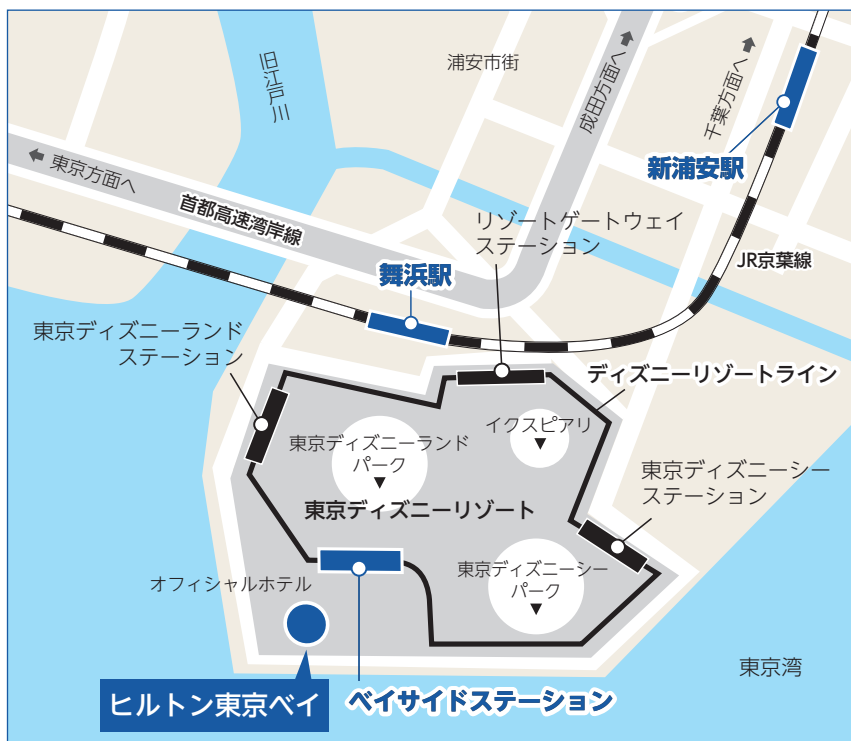 旧江戸川
浦安市街
成田方面へ
千葉方面へ
新浦安駅
東京方面へ
首都高速湾岸線
リゾートゲートウェイ
ステーション
JR京葉線
舞浜駅
東京ディズニーランド
ステーション
ディズニーリゾートライン
イクスピアリ
東京ディズニーランド
パーク
東京ディズニーシー
ステーション
東京ディズニーリゾート
オフィシャルホテル
東京ディズニーシー
パーク
東京湾
ヒルトン東京ベイ
ベイサイドステーション